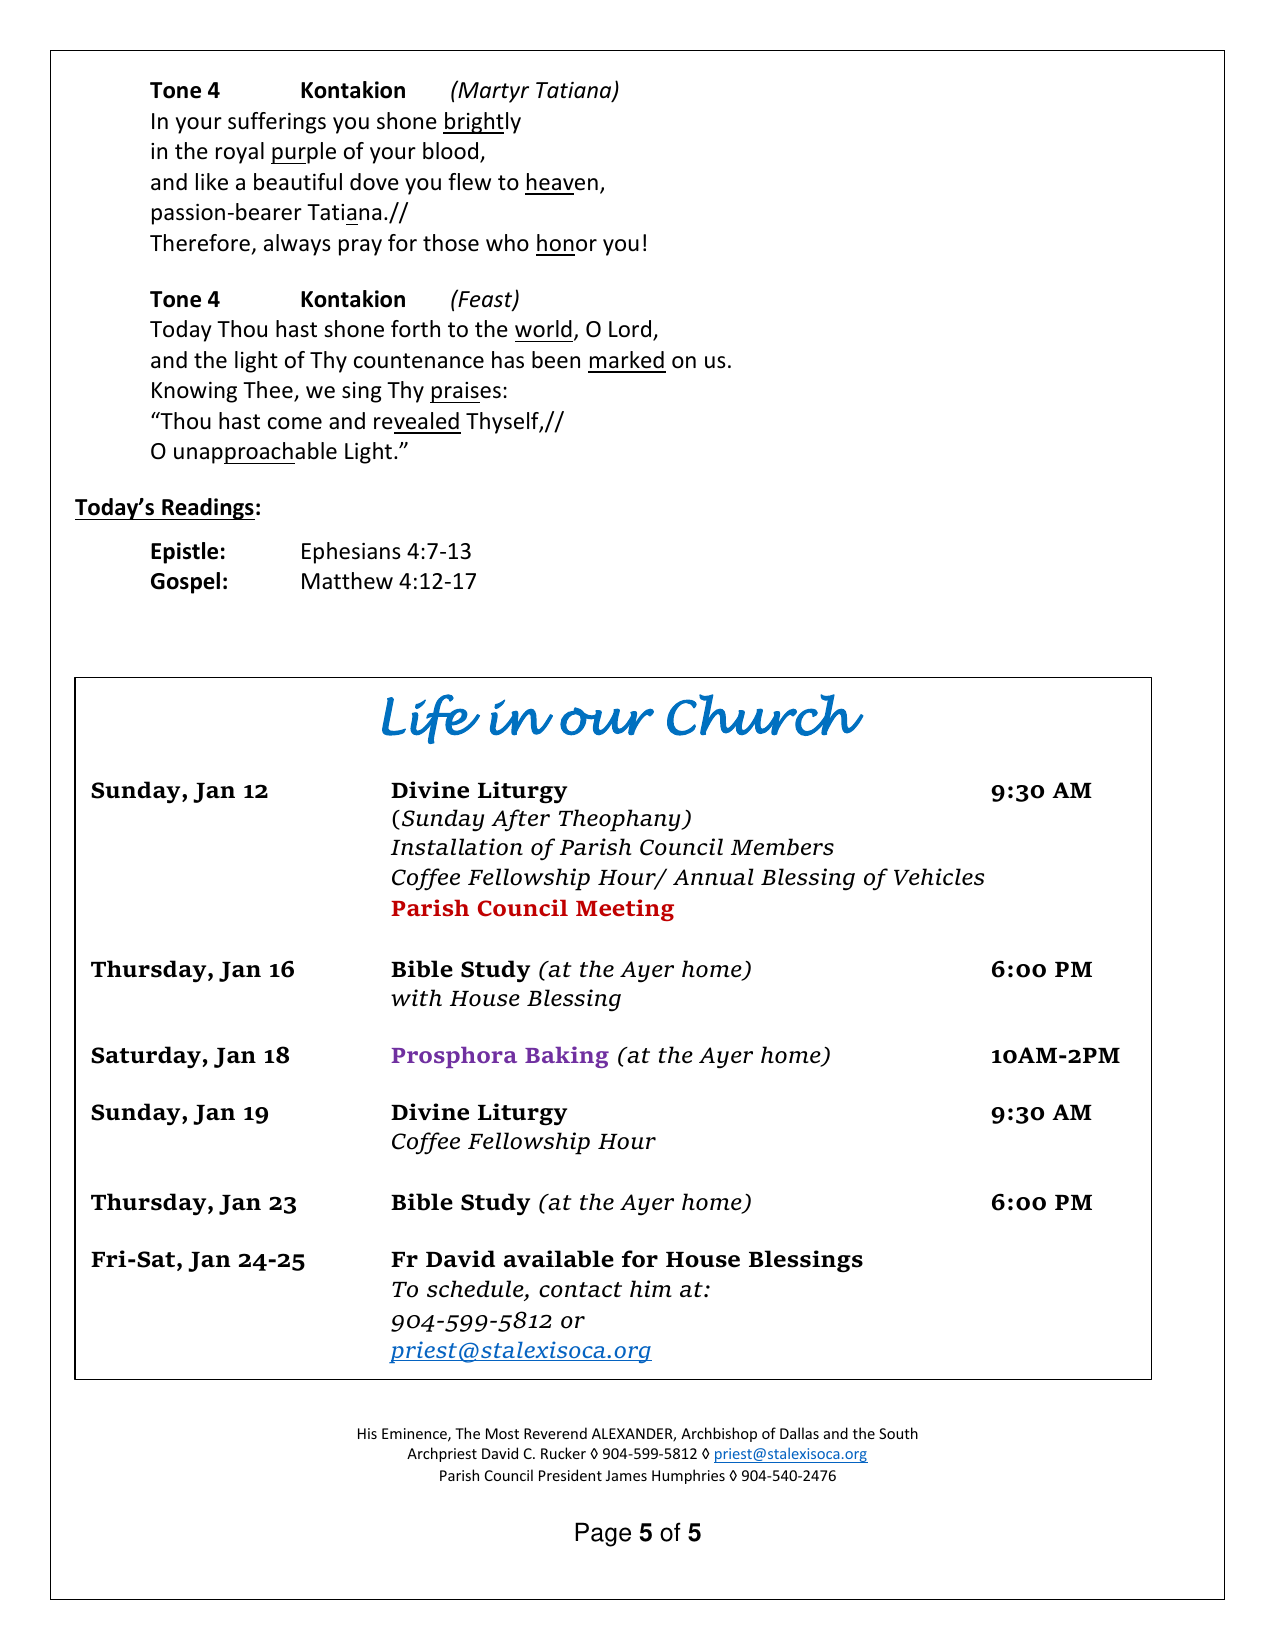 Tone 4 Kontakion (Martyr Tatiana)
In your sufferings you shone brightly
in the royal purple of your blood,
and like a beautiful dove you flew to heaven,
passion-bearer Tatiana.//
Therefore, always pray for those who honor you!
Tone 4 Kontakion (Feast)
Today Thou hast shone forth to the world, O Lord,
and the light of Thy countenance has been marked on us.
Knowing Thee, we sing Thy praises:
“Thou hast come and revealed Thyself,//
O unapproachable Light.”
Today’s Readings:
Epistle: Ephesians 4:7-13
Gospel: Matthew 4:12-17
Life in our Church
Sunday, Jan 12 Divine Liturgy 9:30 AM
(Sunday After Theophany)
Installation of Parish Council Members
Coffee Fellowship Hour/ Annual Blessing of Vehicles
Parish Council Meeting
Thursday, Jan 16 Bible Study (at the Ayer home) 6:00 PM
with House Blessing
Saturday, Jan 18 Prosphora Baking (at the Ayer home) 10AM-2PM
Sunday, Jan 19 Divine Liturgy 9:30 AM
Coffee Fellowship Hour
Thursday, Jan 23 Bible Study (at the Ayer home) 6:00 PM
Fri-Sat, Jan 24-25 Fr David available for House Blessings
To schedule, contact him at:
904-599-5812 or
priest@stalexisoca.org
His Eminence, The Most Reverend ALEXANDER, Archbishop of Dallas and the South
Archpriest David C. Rucker ◊ 904-599-5812 ◊ priest@stalexisoca.org
Parish Council President James Humphries ◊ 904-540-2476
Page 5 of 5